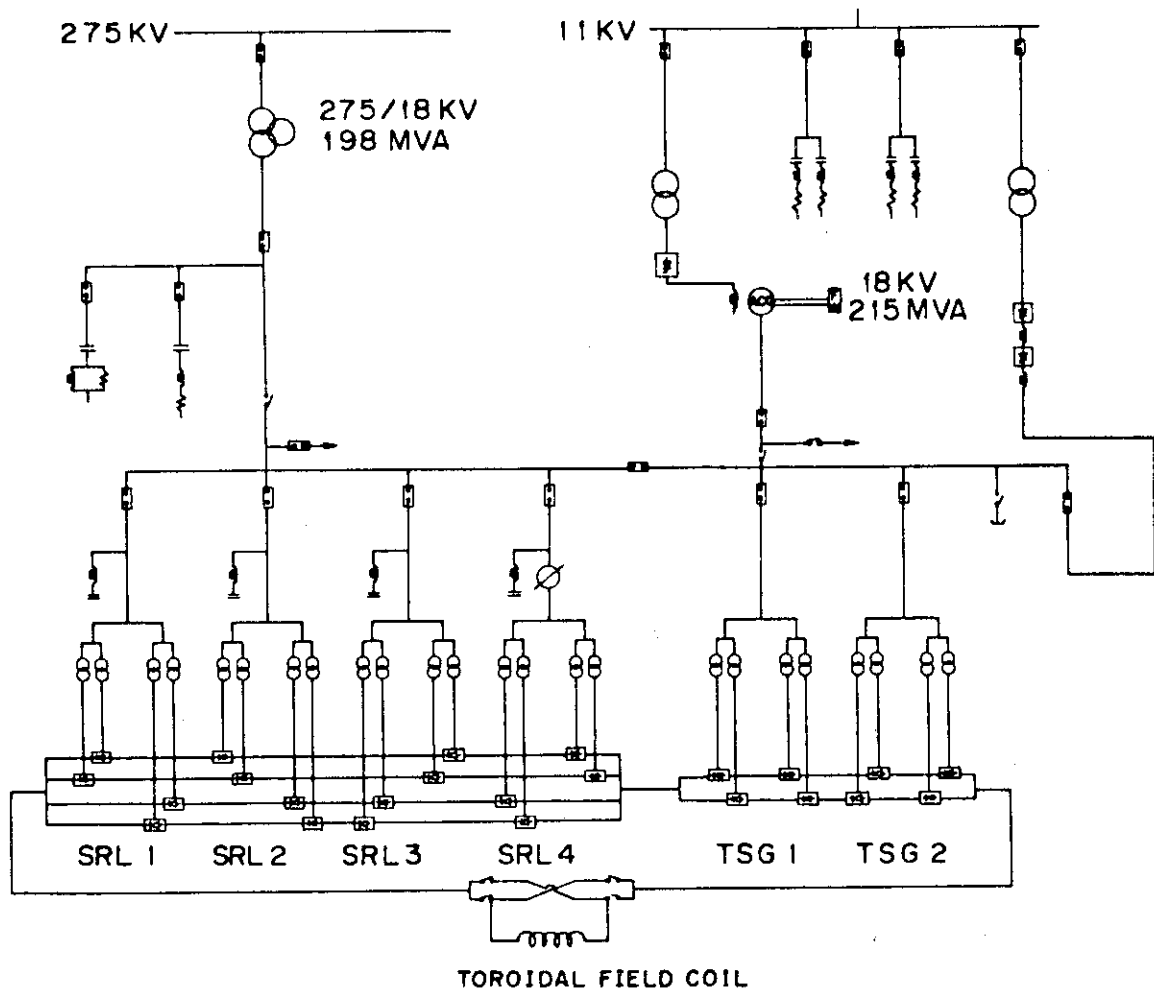 275KV
11KV
275/18KV
198 MVA
18KV
215MVA
SRL 1
SRL 2
SRL 3
SRL 4
TSG 1
TSG 2
TOROIDAL FIELD COIL